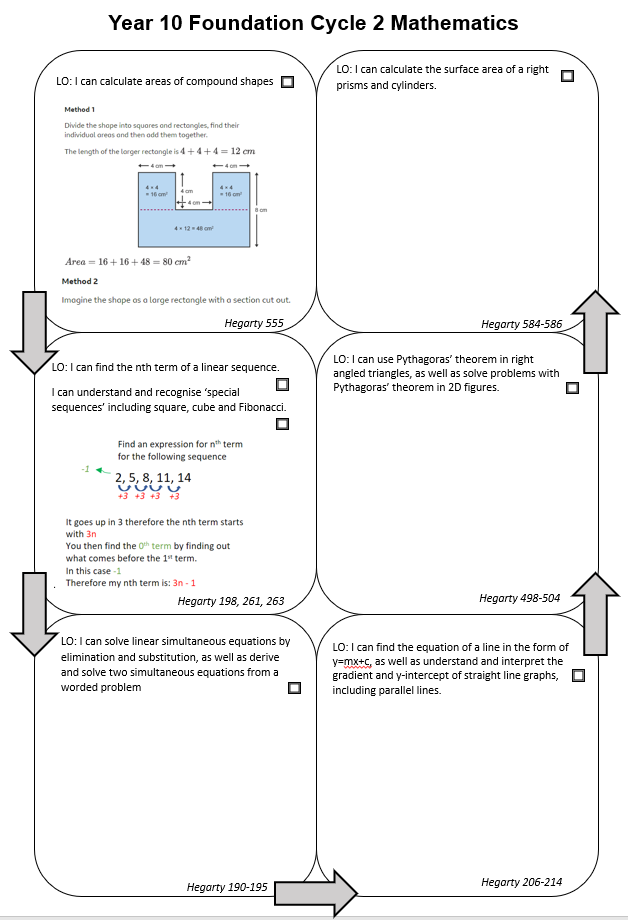 Year 10 Foundation Cycle 2 Mathematics
LO: I can calculate areas of compound shapes
Method 1
Divide the shape into squares and rectangles, find their
individual areas and then add them together.
The length of the larger rectangle is 4 + 4 + 4 = 12 cm
4 cm
4 cm
4 × 4
= 16 cm²
4 cm
4 × 4
= 16 cm²
4 cm
8 cm
4 × 12 = 48 cm²
Area = 16 + 16 + 48 = 80 cm²
Method 2
Imagine the shape as a large rectangle with a section cut out.
Hegarty 555
LO: I can find the nth term of a linear sequence.
I can understand and recognise ‘special
sequences’ including square, cube and Fibonacci.
Find an expression for nth term
for the following sequence
-1
2, 5, 8, 11, 14
+3 +3 +3 +3
It goes up in 3 therefore the nth term starts
with 3n
You then find the 0th term by finding out
what comes before the 1st term.
In this case -1
Therefore my nth term is: 3n - 1
Hegarty 198, 261, 263
LO: I can solve linear simultaneous equations by
elimination and substitution, as well as derive
and solve two simultaneous equations from a
worded problem
Hegarty 190-195
LO: I can find the equation of a line in the form of
y=mx+c, as well as understand and interpret the
gradient and y-intercept of straight line graphs,
including parallel lines.
Hegarty 206-214
LO: I can use Pythagoras’ theorem in right
angled triangles, as well as solve problems with
Pythagoras’ theorem in 2D figures.
Hegarty 498-504
LO: I can calculate the surface area of a right
prisms and cylinders.
Hegarty 584-586